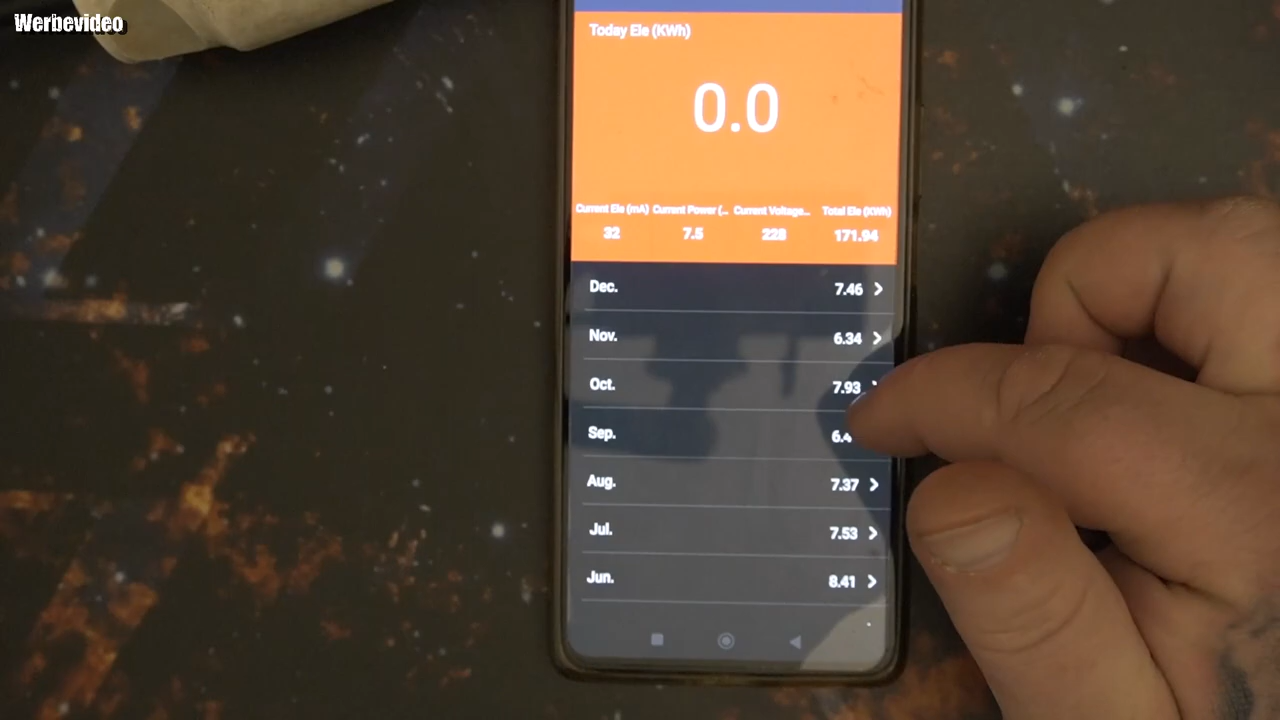 Werbevideo
Today Ele (KWh)
0.0
Current Ele (mA) Current Power (... Current Voltage... Total Ele (KWh)
32 7.5 228 171.94
Dec. 7.46
Nov. 6.34
Oct. 7.93
Sep. 6.4
Aug. 7.37
Jul. 7.53
Jun. 8.41